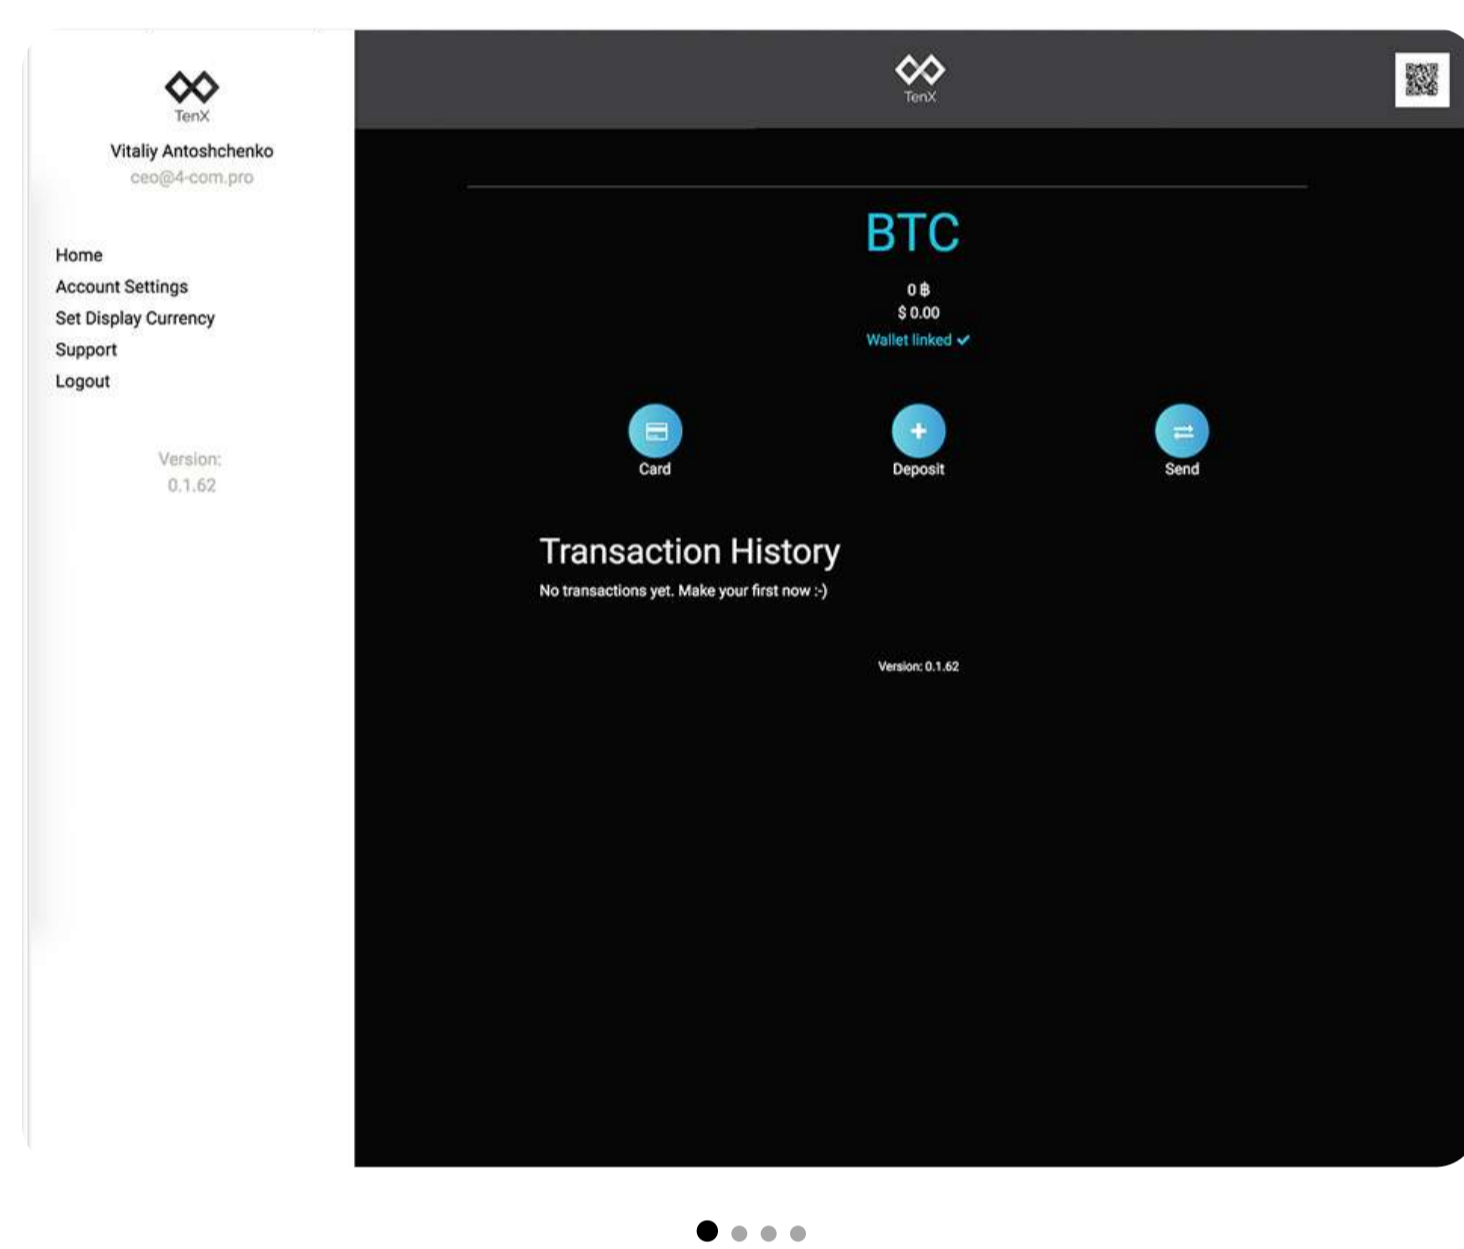 TenX
Vitaliy Antoshchenko
ceo@4-com.pro
Home
Account Settings
Set Display Currency
Support
Logout
Version:
0.1.62
TenX
BTC
0 ฿
$ 0.00
Wallet linked ✔
Card
Deposit
Send
Transaction History
No transactions yet. Make your first now :-)
Version: 0.1.62